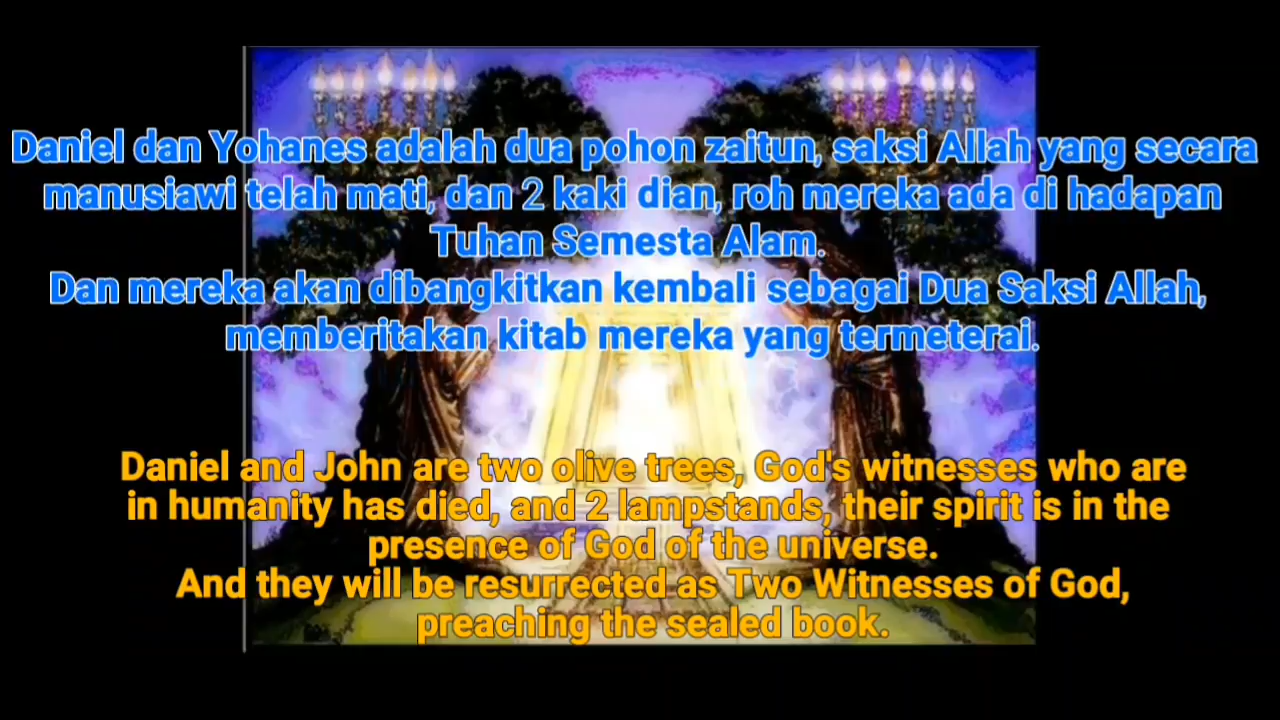 Daniel dan Yohanes adalah dua pohon zaitun, saksi Allah yang secara
manusiawi telah mati, dan 2 kaki dian, roh mereka ada di hadapan
Tuhan Semesta Alam.
Dan mereka akan dibangkitkan kembali sebagai Dua Saksi Allah,
memberitakan kitab mereka yang termeterai.
Daniel and John are two olive trees, God's witnesses who are
in humanity has died, and 2 lampstands, their spirit is in the
presence of God of the universe.
And they will be resurrected as Two Witnesses of God,
preaching the sealed book.